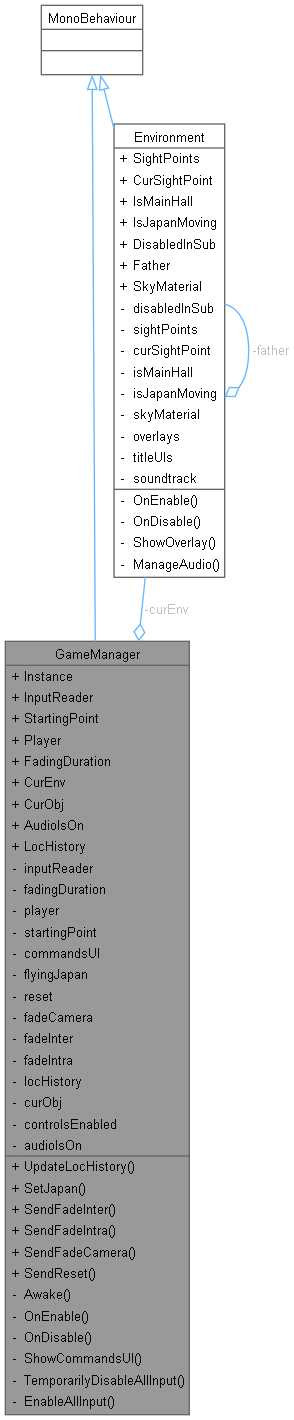 MonoBehaviour
Environment
+ SightPoints
+ CurSightPoint
+ IsMainHall
+ IsJapanMoving
+ DisabledInSub
+ Father
+ SkyMaterial
- disabledInSub
- sightPoints
- curSightPoint
- isMainHall
- isJapanMoving
- skyMaterial
- overlays
- titleUIs
- soundtrack
- OnEnable()
- OnDisable()
- ShowOverlay()
- ManageAudio()
-father
-curEnv
GameManager
+ Instance
+ InputReader
+ StartingPoint
+ Player
+ FadingDuration
+ CurEnv
+ CurObj
+ AudioIsOn
+ LocHistory
- inputReader
- fadingDuration
- player
- startingPoint
- commandsUI
- flyingJapan
- reset
- fadeCamera
- fadeInter
- fadeIntra
- locHistory
- curObj
- controlsEnabled
- audioIsOn
+ UpdateLocHistory()
+ SetJapan()
+ SendFadeInter()
+ SendFadeIntra()
+ SendFadeCamera()
+ SendReset()
- Awake()
- OnEnable()
- OnDisable()
- ShowCommandsUI()
- TemporarilyDisableAllInput()
- EnableAllInput()